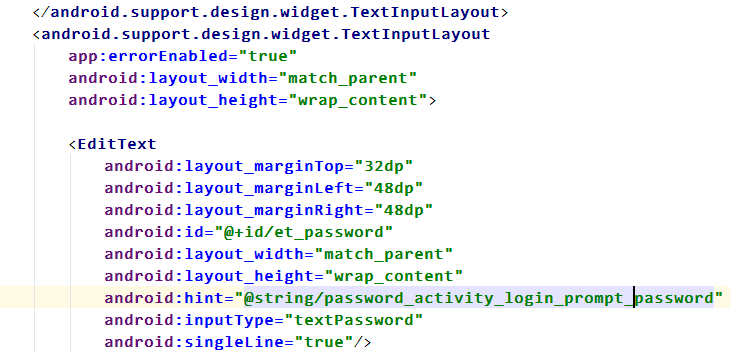 </android.support.design.widget.TextInputLayout>
<android.support.design.widget.TextInputLayout
app:errorEnabled="true"
android:layout_width="match_parent"
android:layout_height="wrap_content">
<EditText
android:layout_marginTop="32dp"
android:layout_marginLeft="48dp"
android:layout_marginRight="48dp"
android:id="@+id/et_password"
android:layout_width="match_parent"
android:layout_height="wrap_content"
android:hint="@string/password_activity_login_prompt_password"
android:inputType="textPassword"
android:singleLine="true"/>